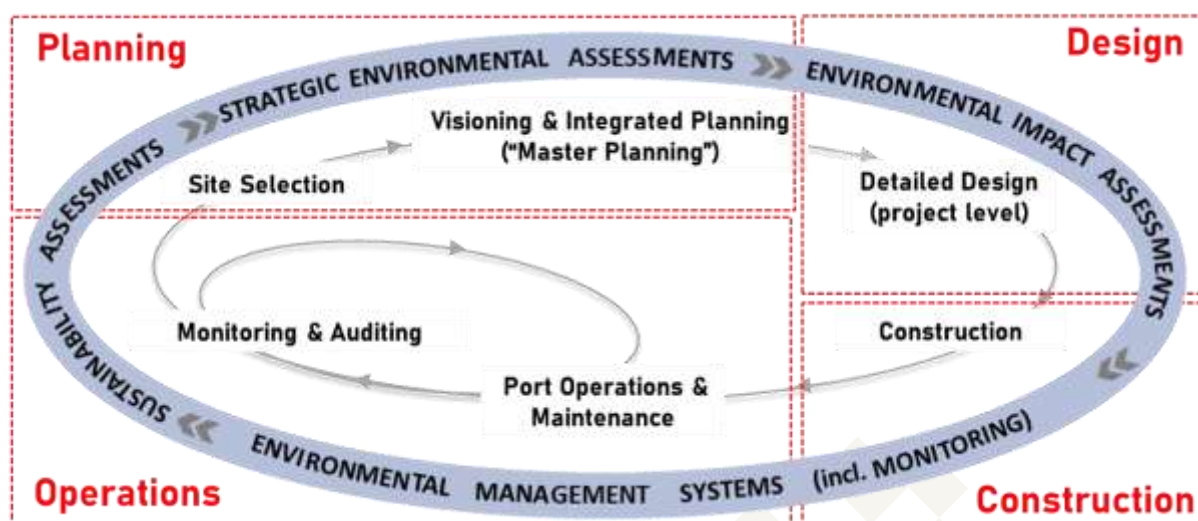 Planning
Design
STRATEGIC ENVIRONMENTAL ASSESSMENTS
ENVIRONMENTAL IMPACT ASSESSMENTS
Visioning & Integrated Planning
(“Master Planning”)
Site Selection
Detailed Design
(project level)
Monitoring & Auditing
Construction
Port Operations &
Maintenance
SUSTAINABILITY ASSESSMENTS
ENVIRONMENTAL MANAGEMENT SYSTEMS (incl. MONITORING)
Operations
Construction